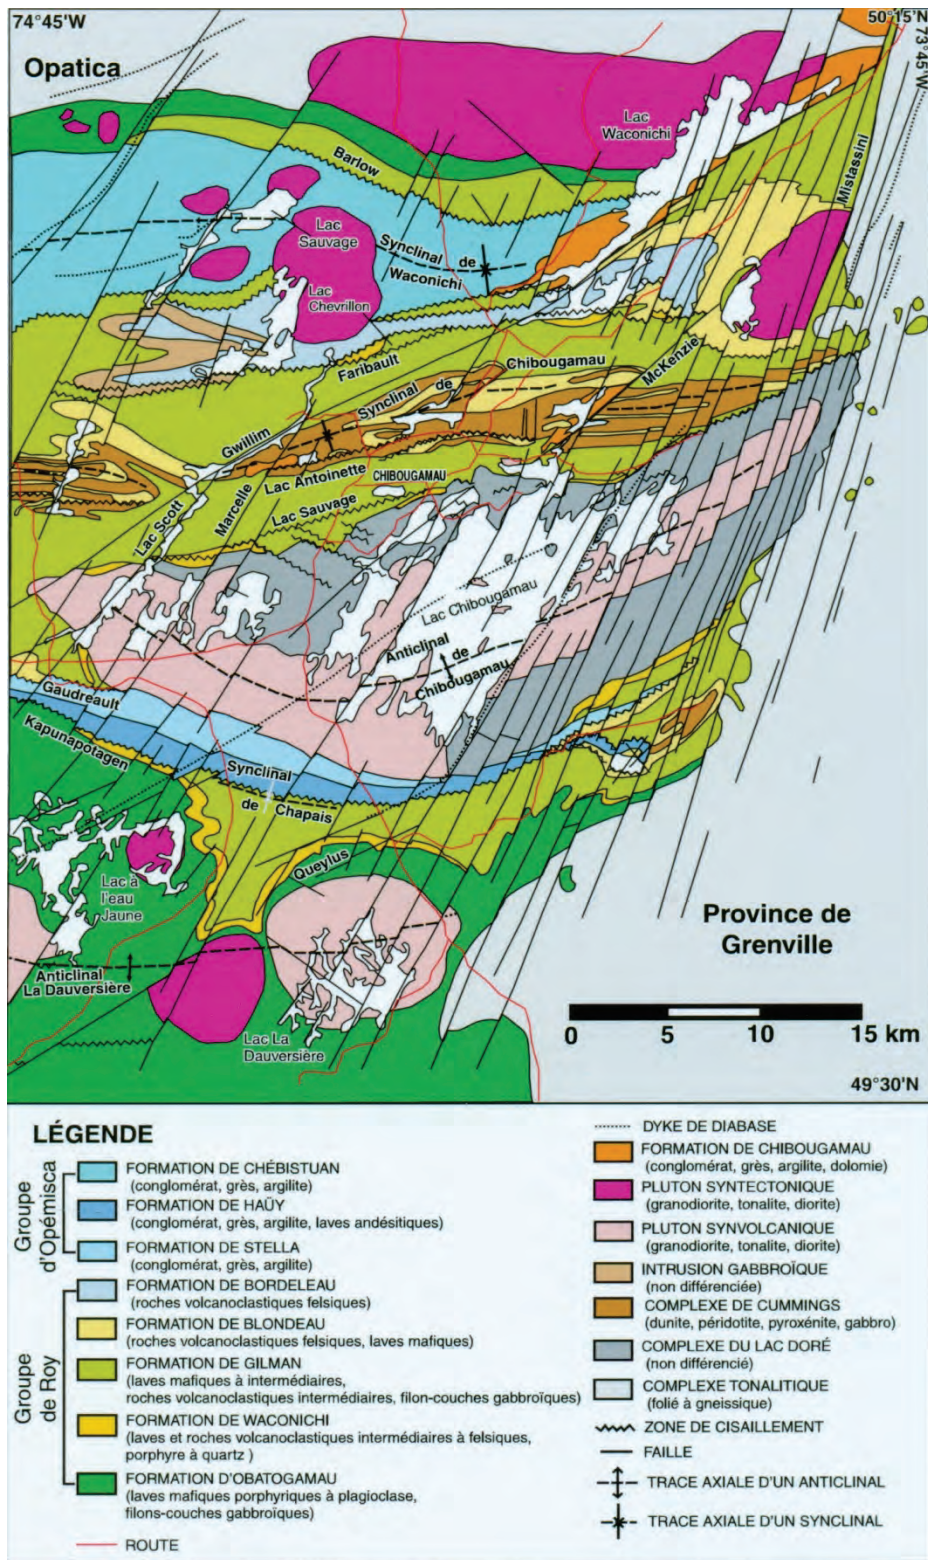 74°45'W
50°15'N
73°45'W
Opatica
Lac
Waconichi
Mistassini
Barlow
Lac
Sauvage
Synclinal de
Waconichi
Lac
Chevrillon
Faribault
Chibougamau
McKenzie
Synclinal de
Gwillim
Lac Antoinette
CHIBOUGAMAU
Marcelle
Lac Sauvage
Lac Scott
Lac Chibougamau
Anticlinal
de
Chibougamau
Gaudreault
Kapunapotagen
Synclinal
de Chapais
Queylus
Lac à
l'eau
Jaune
Province de
Grenville
Anticlinal
La Dauversière
Lac La
Dauversière
0 5 10 15 km
49°30'N
LÉGENDE
Groupe
d'Opémisca
FORMATION DE CHÉBISTUAN
(conglomérat, grès, argilite)
FORMATION DE HAÜY
(conglomérat, grès, argilite, laves andésitiques)
FORMATION DE STELLA
(conglomérat, grès, argilite)
Groupe
de Roy
FORMATION DE BORDELEAU
(roches volcanoclastiques felsiques)
FORMATION DE BLONDEAU
(roches volcanoclastiques felsiques, laves mafiques)
FORMATION DE GILMAN
(laves mafiques à intermédiaires,
roches volcanoclastiques intermédiaires, filon-couches gabbroïques)
FORMATION DE WACONICHI
(laves et roches volcanoclastiques intermédiaires à felsiques,
porphyre à quartz )
FORMATION D'OBATOGAMAU
(laves mafiques porphyriques à plagioclase,
filons-couches gabbroïques)
ROUTE
DYKE DE DIABASE
FORMATION DE CHIBOUGAMAU
(conglomérat, grès, argilite, dolomie)
PLUTON SYNTECTONIQUE
(granodiorite, tonalite, diorite)
PLUTON SYNVOLCANIQUE
(granodiorite, tonalite, diorite)
INTRUSION GABBROÏQUE
(non différenciée)
COMPLEXE DE CUMMINGS
(dunite, péridotite, pyroxénite, gabbro)
COMPLEXE DU LAC DORÉ
(non différencié)
COMPLEXE TONALITIQUE
(folié à gneissique)
ZONE DE CISAILLEMENT
FAILLE
TRACE AXIALE D'UN ANTICLINAL
TRACE AXIALE D'UN SYNCLINAL